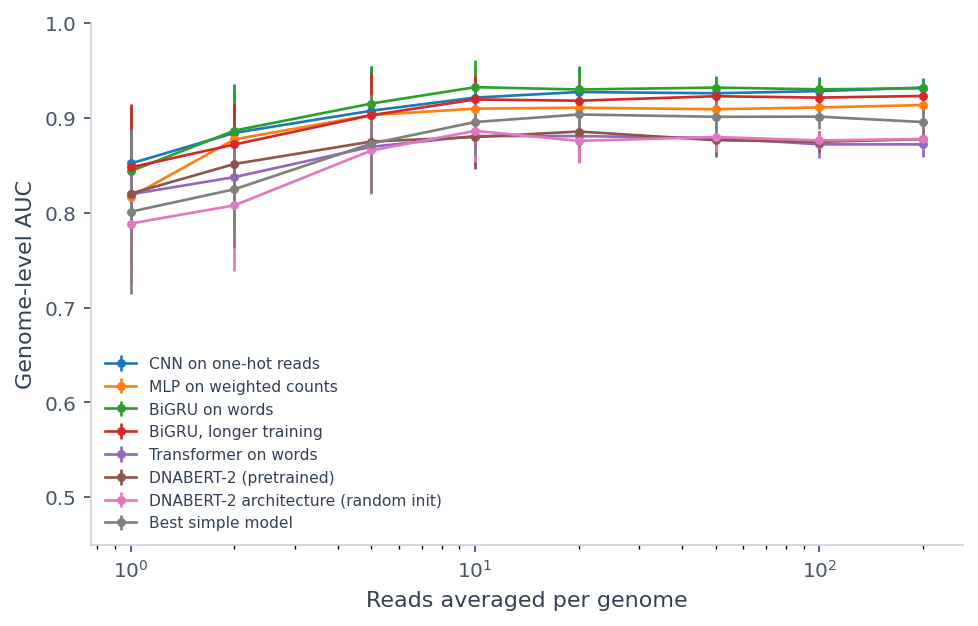 1.0
0.9
0.8
0.7
0.6
0.5
Genome-level AUC
CNN on one-hot reads
MLP on weighted counts
BiGRU on words
BiGRU, longer training
Transformer on words
DNABERT-2 (pretrained)
DNABERT-2 architecture (random init)
Best simple model
10⁰ 10¹ 10²
Reads averaged per genome